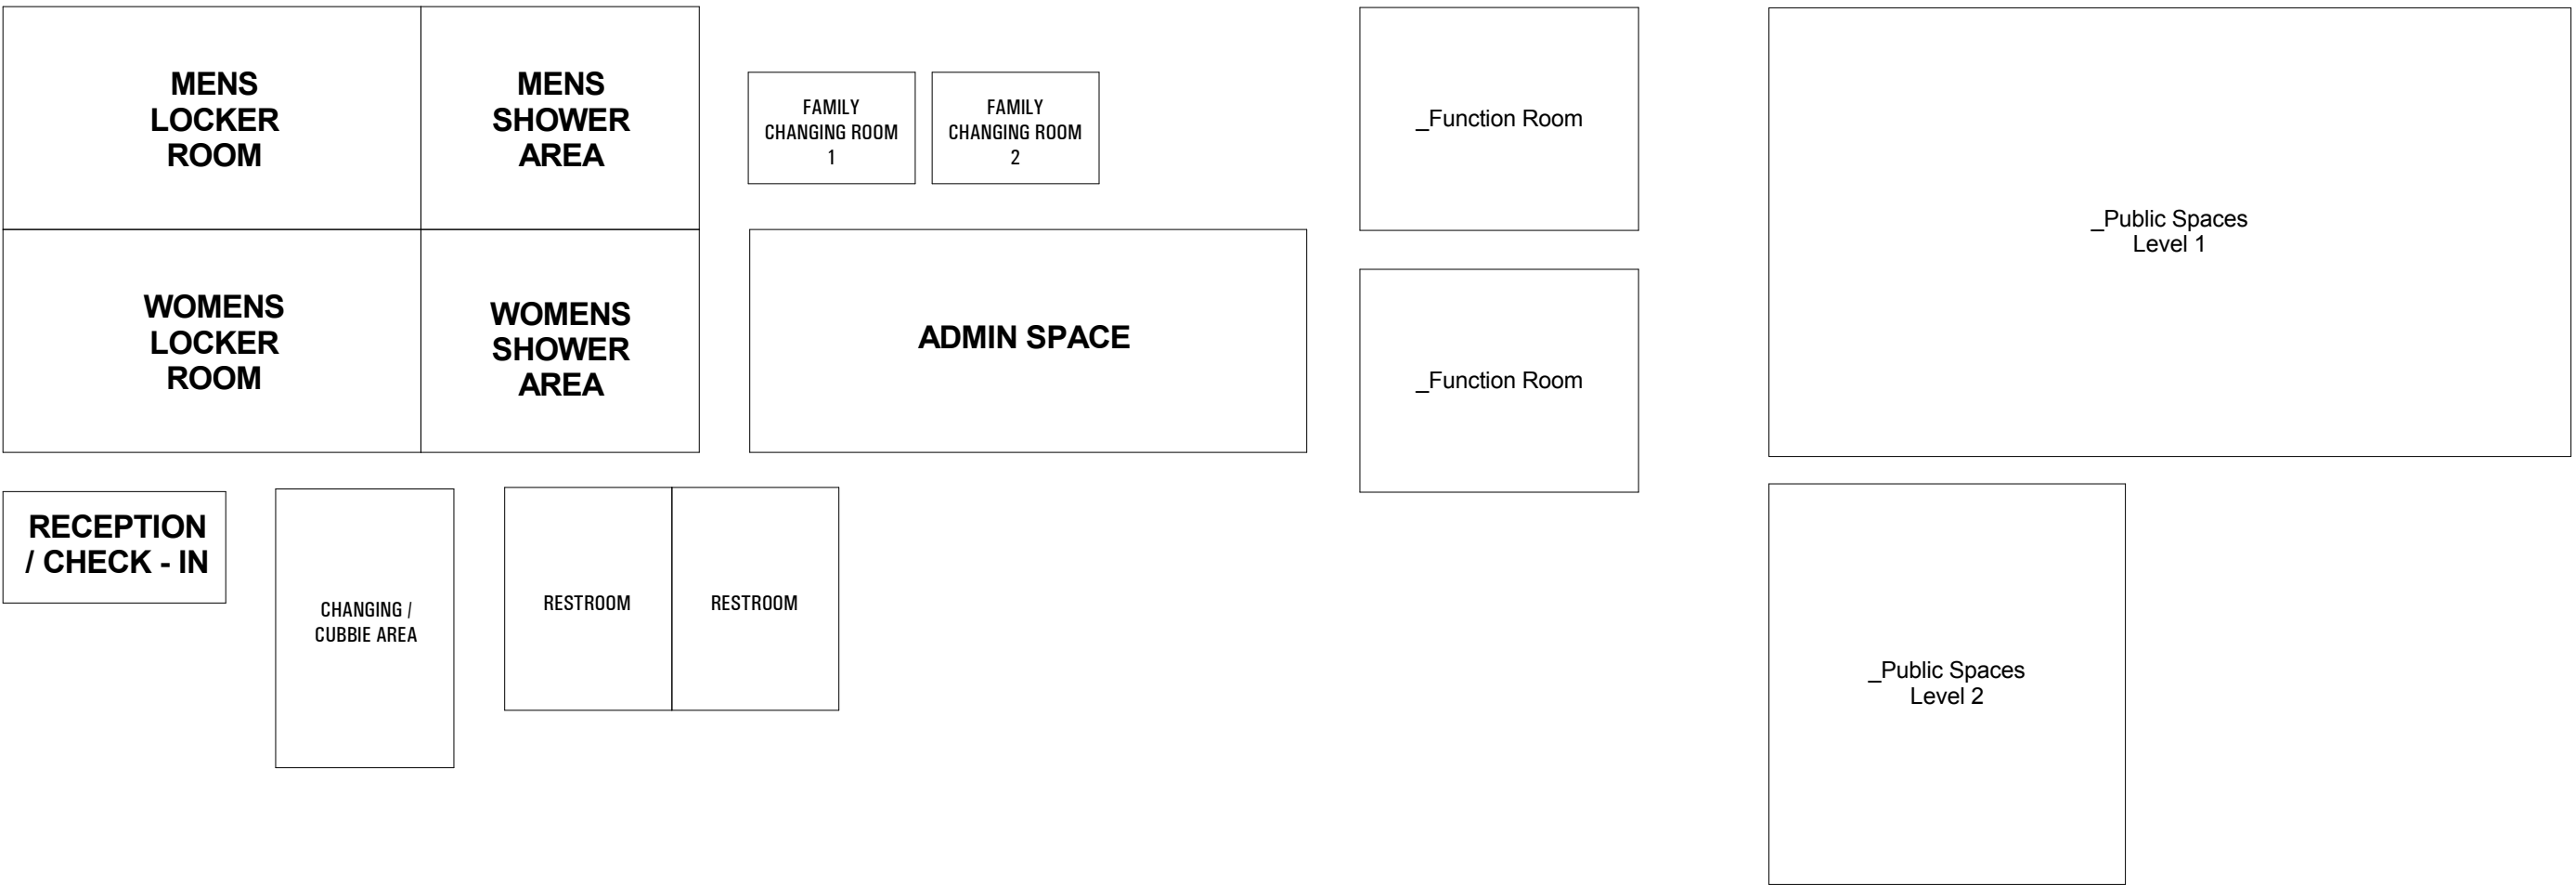 MENS
LOCKER
ROOM
MENS
SHOWER
AREA
FAMILY
CHANGING ROOM
1
FAMILY
CHANGING ROOM
2
_Function Room
_Public Spaces
Level 1
WOMENS
LOCKER
ROOM
WOMENS
SHOWER
AREA
ADMIN SPACE
_Function Room
RECEPTION
/ CHECK - IN
CHANGING /
CUBBIE AREA
RESTROOM
RESTROOM
_Public Spaces
Level 2